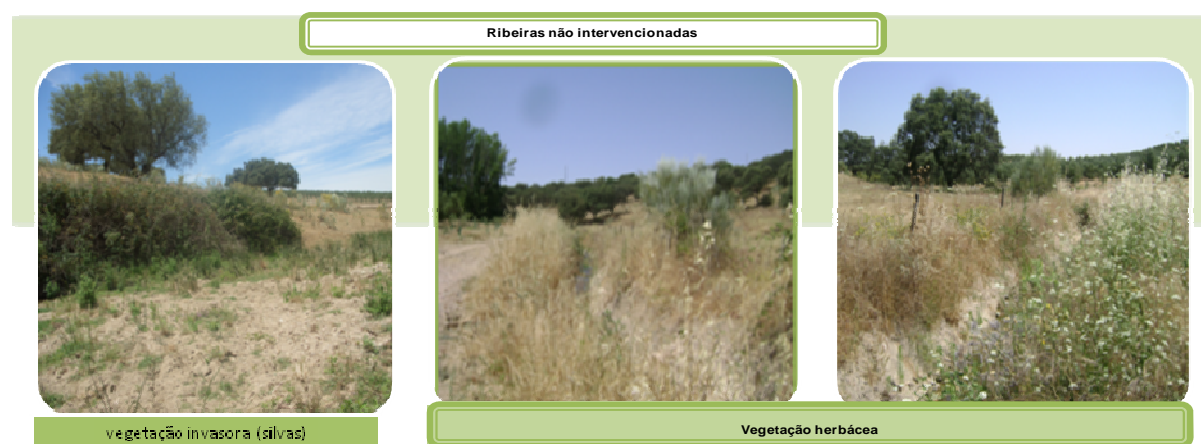 Ribeiras não intervencionadas
vegetação invasora (silvas)
Vegetação herbácea